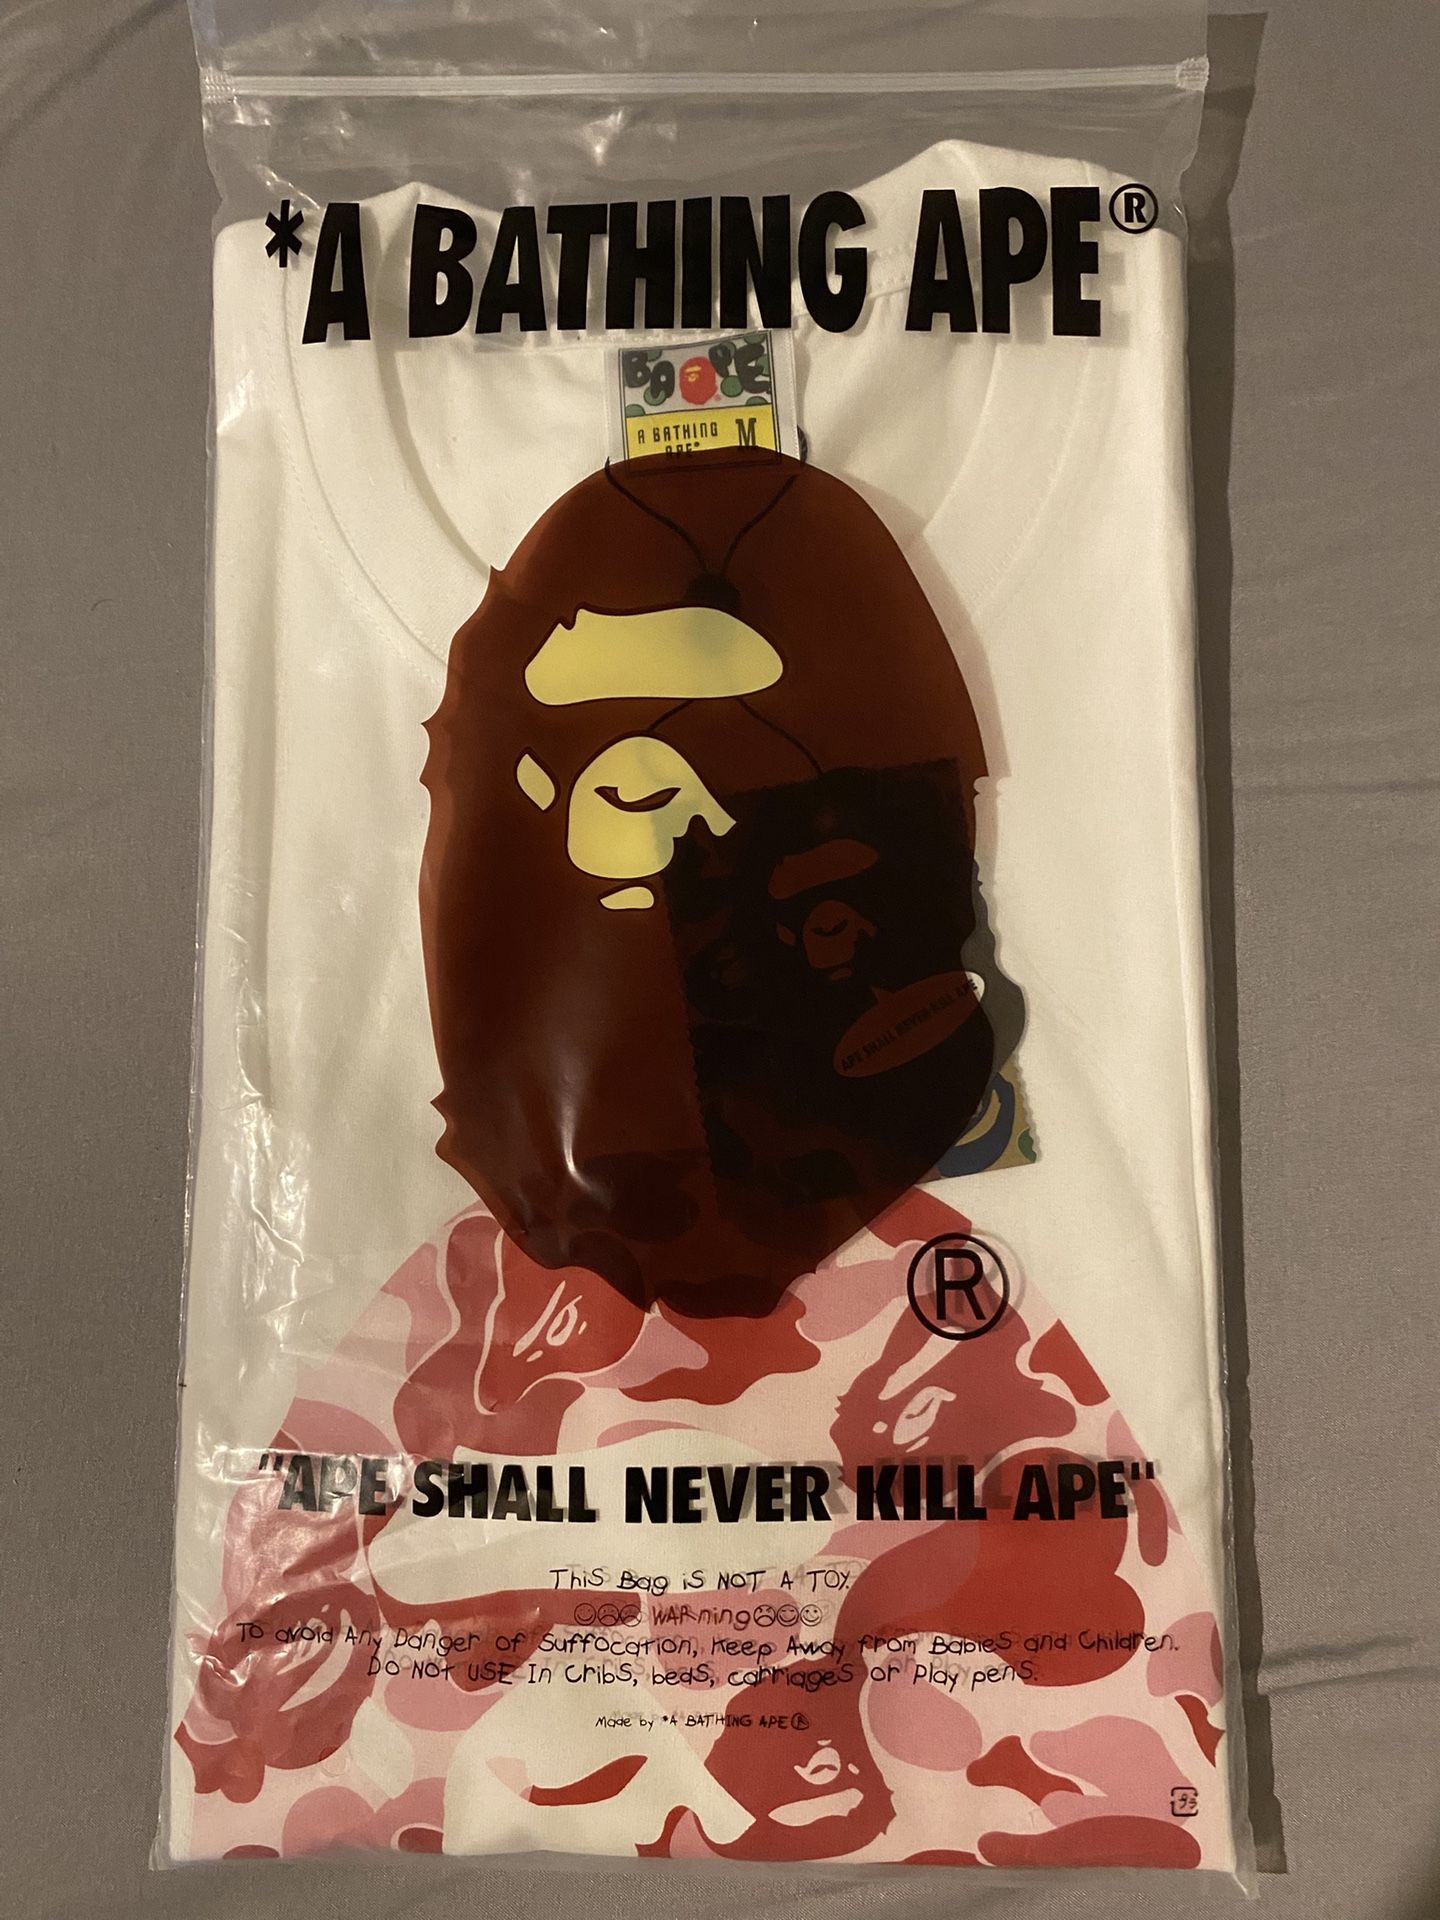 *A BATHING APE®
BAPE
A BATHING
APE® M
APE SHALL NEVER KILL APE
®
"APE SHALL NEVER KILL APE"
This Bag is NOT A TOY.
WARning
To avoid Any Danger of Suffocation, Keep Away from Babies and Children.
Do Not USE In Cribs, beds, carriages or Play pens.
Made by *A BATHING APE®